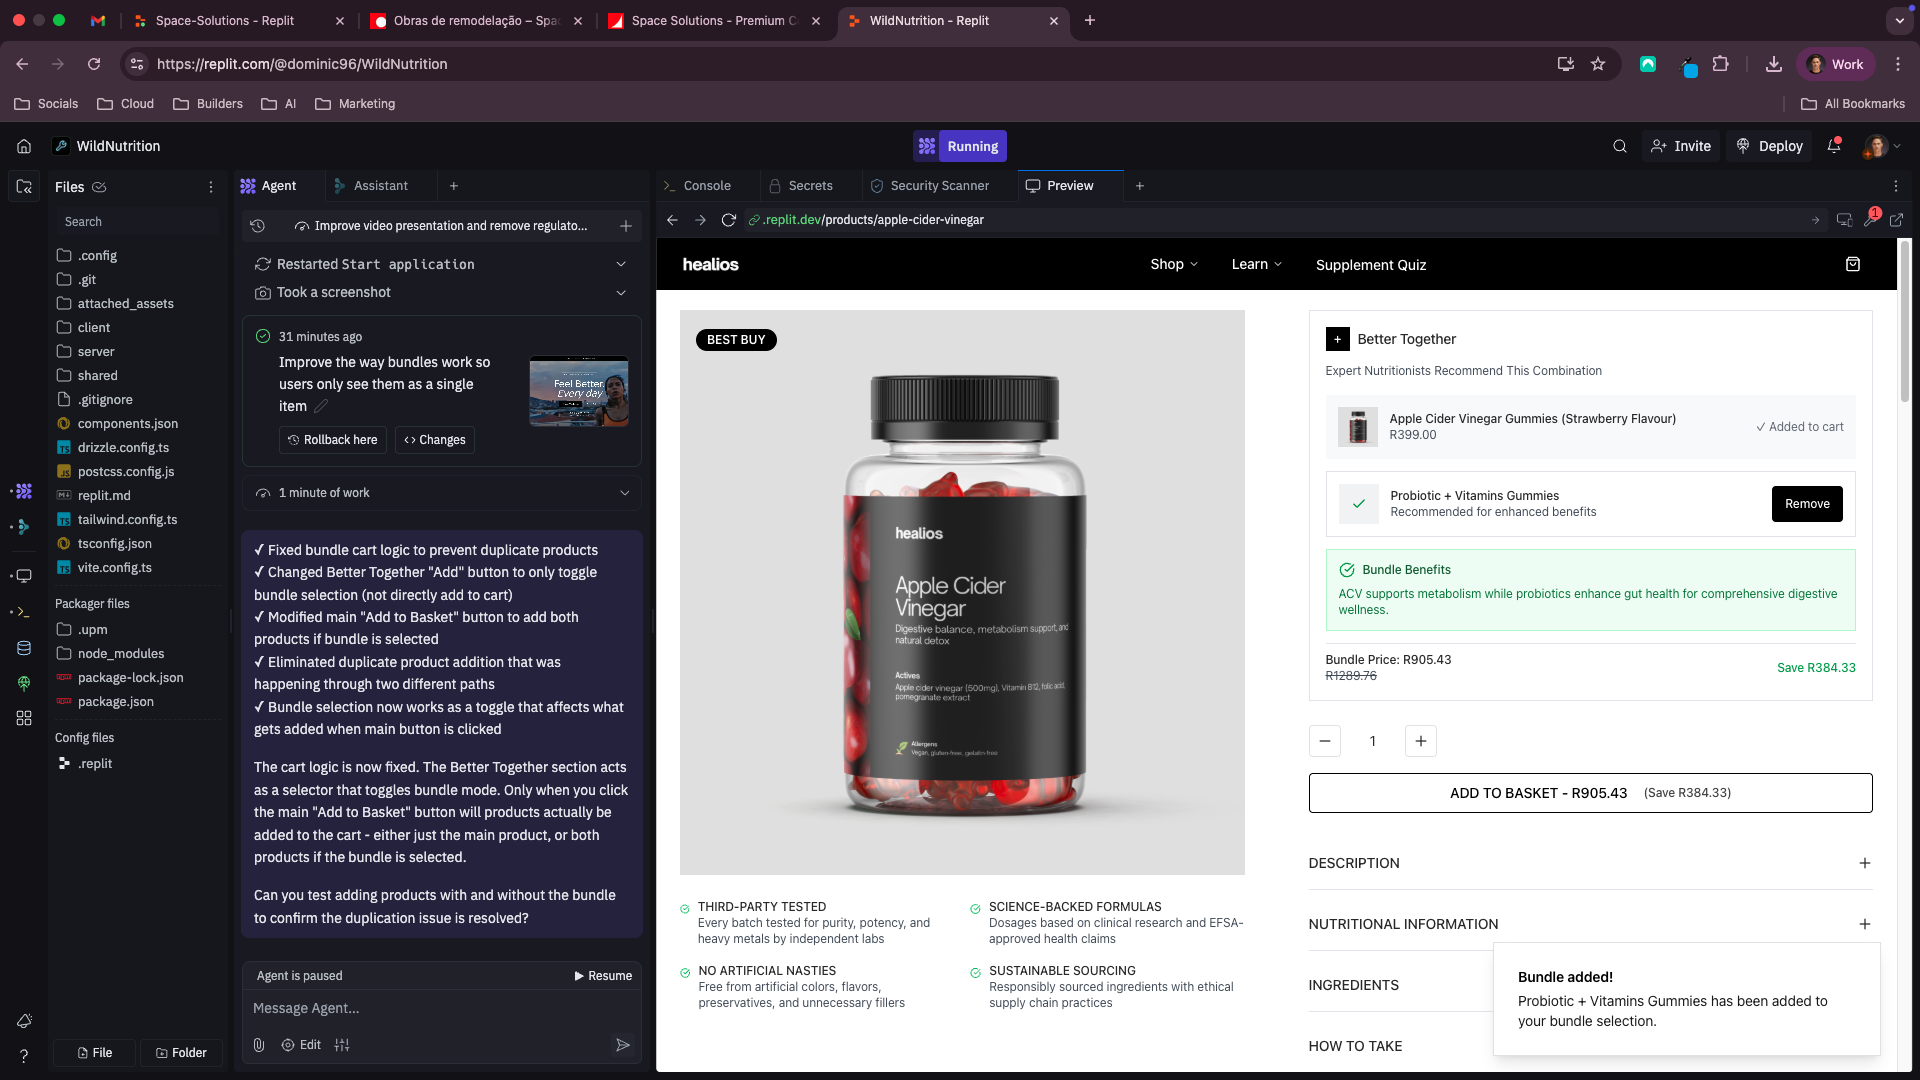 Space-Solutions - Replit
Obras de remodelação – Spac
Space Solutions - Premium C
WildNutrition - Replit
https://replit.com/@dominic96/WildNutrition
Work
Socials
Cloud
Builders
AI
Marketing
All Bookmarks
WildNutrition
Running
Invite
Deploy
Files
Search
.config
.git
attached_assets
client
server
shared
.gitignore
components.json
drizzle.config.ts
postcss.config.js
replit.md
tailwind.config.ts
tsconfig.json
vite.config.ts
Packager files
.upm
node_modules
package-lock.json
package.json
Config files
.replit
File
Folder
Agent
Assistant
Improve video presentation and remove regulato...
Restarted Start application
Took a screenshot
31 minutes ago
Improve the way bundles work so
users only see them as a single
item
Feel Better.
Every day
Rollback here
Changes
1 minute of work
✓ Fixed bundle cart logic to prevent duplicate products
✓ Changed Better Together "Add" button to only toggle
bundle selection (not directly add to cart)
✓ Modified main "Add to Basket" button to add both
products if bundle is selected
✓ Eliminated duplicate product addition that was
happening through two different paths
✓ Bundle selection now works as a toggle that affects what
gets added when main button is clicked
The cart logic is now fixed. The Better Together section acts
as a selector that toggles bundle mode. Only when you click
the main "Add to Basket" button will products actually be
added to the cart - either just the main product, or both
products if the bundle is selected.
Can you test adding products with and without the bundle
to confirm the duplication issue is resolved?
Agent is paused
Resume
Message Agent...
Edit
Console
Secrets
Security Scanner
Preview
.replit.dev/products/apple-cider-vinegar
1
healios
Shop
Learn
Supplement Quiz
BEST BUY
healios
Apple Cider
Vinegar
Digestive balance, metabolism support, and
natural detox
Actives
Apple cider vinegar (500mg), Vitamin B12, folic acid,
pomegranate extract
Allergens
Vegan, gluten-free, gelatin-free
THIRD-PARTY TESTED
Every batch tested for purity, potency, and
heavy metals by independent labs
SCIENCE-BACKED FORMULAS
Dosages based on clinical research and EFSA-
approved health claims
NO ARTIFICIAL NASTIES
Free from artificial colors, flavors,
preservatives, and unnecessary fillers
SUSTAINABLE SOURCING
Responsibly sourced ingredients with ethical
supply chain practices
Better Together
Expert Nutritionists Recommend This Combination
Apple Cider Vinegar Gummies (Strawberry Flavour)
R399.00
✓ Added to cart
Probiotic + Vitamins Gummies
Recommended for enhanced benefits
Remove
Bundle Benefits
ACV supports metabolism while probiotics enhance gut health for comprehensive digestive
wellness.
Bundle Price: R905.43
R1289.76
Save R384.33
1
ADD TO BASKET - R905.43 (Save R384.33)
DESCRIPTION
NUTRITIONAL INFORMATION
INGREDIENTS
HOW TO TAKE
Bundle added!
Probiotic + Vitamins Gummies has been added to
your bundle selection.